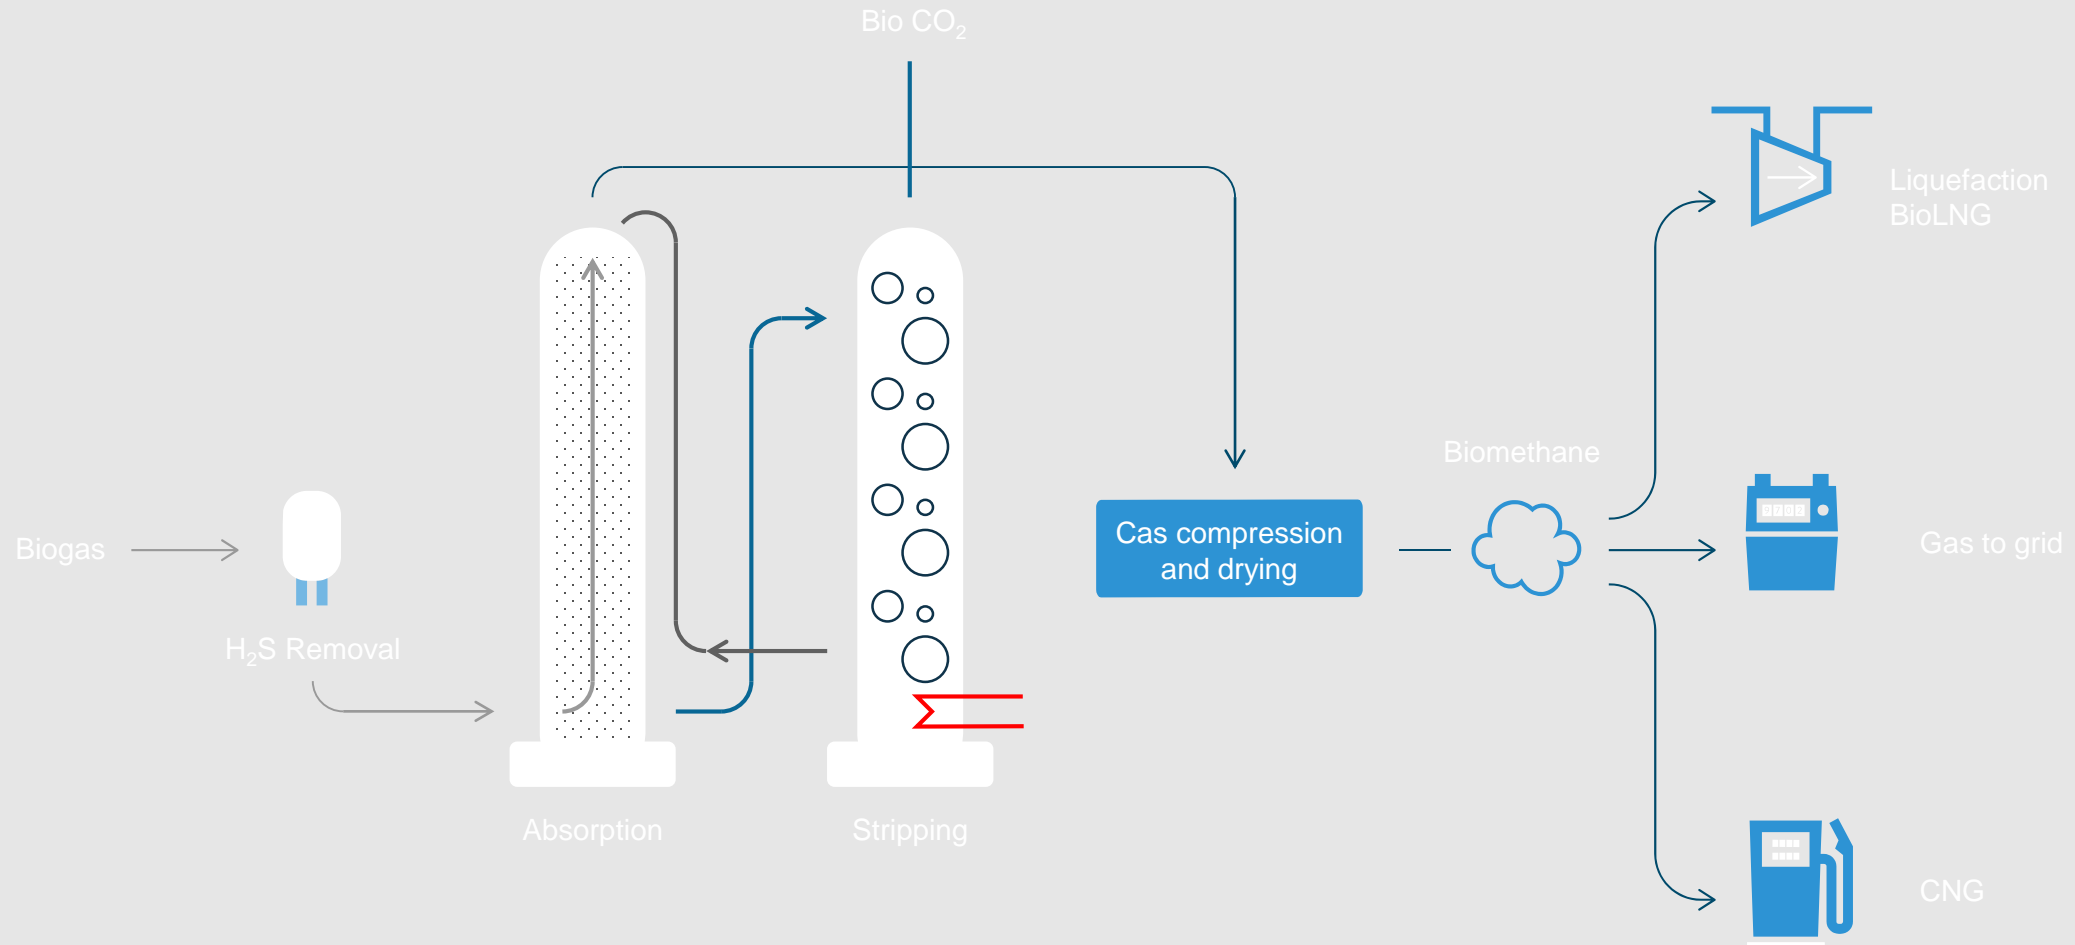 Bio CO₂
Liquefaction
BioLNG
Biomethane
Biogas
Cas compression
and drying
Gas to grid
H₂S Removal
Absorption
Stripping
CNG